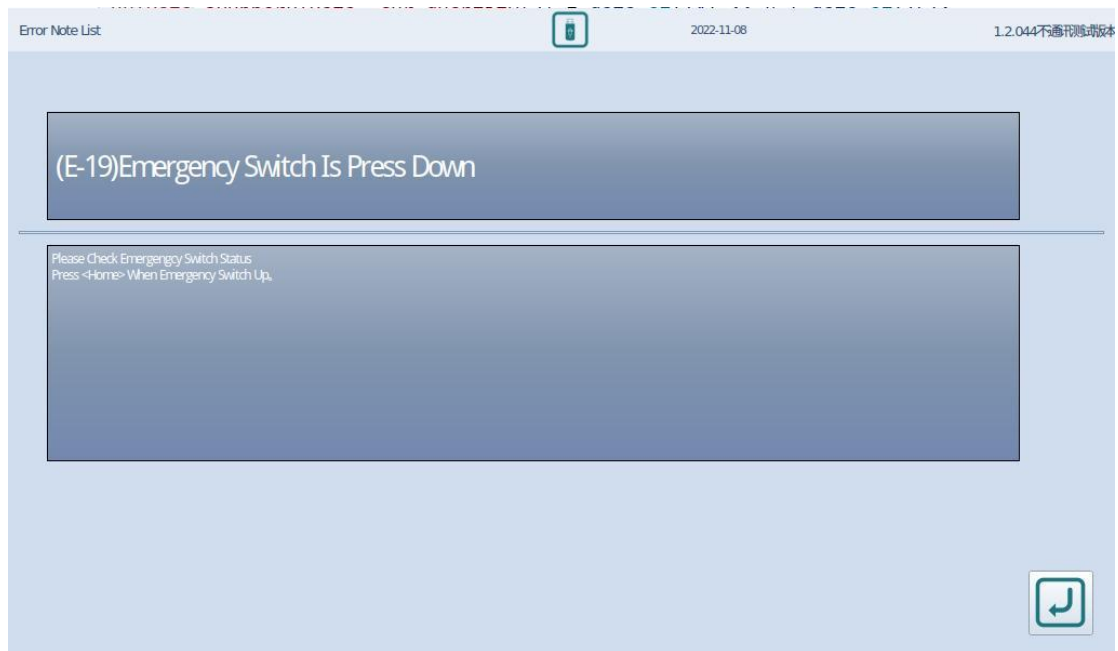 Error Note List
2022-11-08
1.2.044不通讯测试版本
(E-19)Emergency Switch Is Press Down
Please Check Emergengcy Switch Status
Press <Home> When Emergency Switch Up。